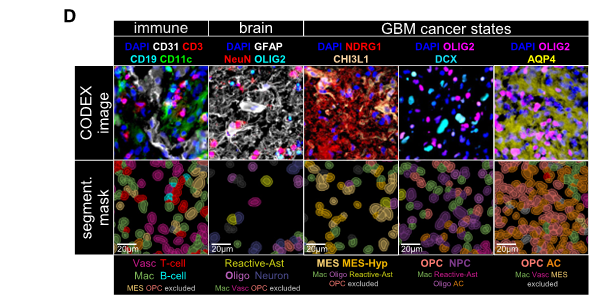 D
immune brain GBM cancer states
DAPI CD31 CD3 DAPI GFAP DAPI NDRG1 DAPI OLIG2 DAPI OLIG2
CD19 CD11c NeuN OLIG2 CHI3L1 DCX AQP4
CODEX
image
segment.
mask
20µm 20µm 20µm 20µm 20µm
Vasc T-cell Reactive-Ast MES MES-Hyp OPC NPC OPC AC
Mac B-cell Oligo Neuron Mac Oligo Reactive-Ast Mac Reactive-Ast Mac Vasc MES
MES OPC excluded Mac Vasc OPC excluded OPC excluded Oligo AC excluded